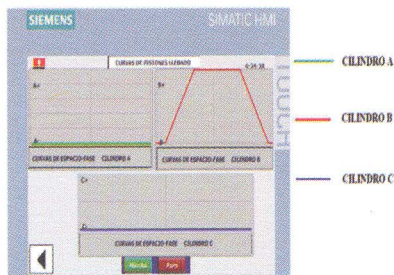 SIEMENS
SIMATIC HMI
TOUCH
CURVAS DE PISTONES LLENADO
A+
A-
CURVAS DE ESPACIO-FASE CILINDRO A
B+
B-
CURVAS DE ESPACIO-FASE CILINDRO B
C+
C-
CURVAS DE ESPACIO-FASE CILINDRO C
Marcha
Paro
CILINDRO A
CILINDRO B
CILINDRO C